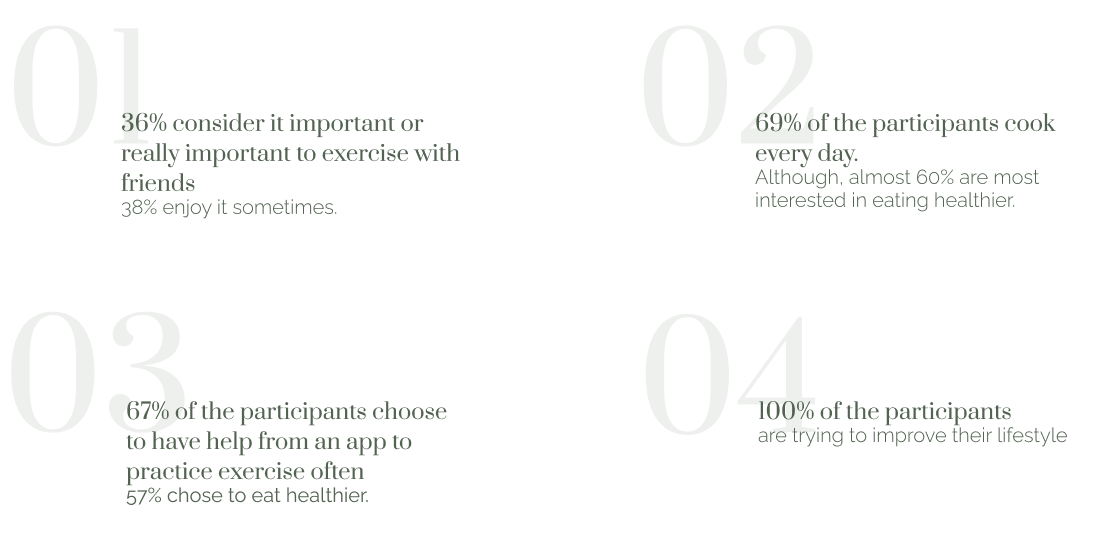 01
36% consider it important or
really important to exercise with
friends
38% enjoy it sometimes.
02
69% of the participants cook
every day.
Although, almost 60% are most
interested in eating healthier.
03
67% of the participants choose
to have help from an app to
practice exercise often
57% chose to eat healthier.
04
100% of the participants
are trying to improve their lifestyle